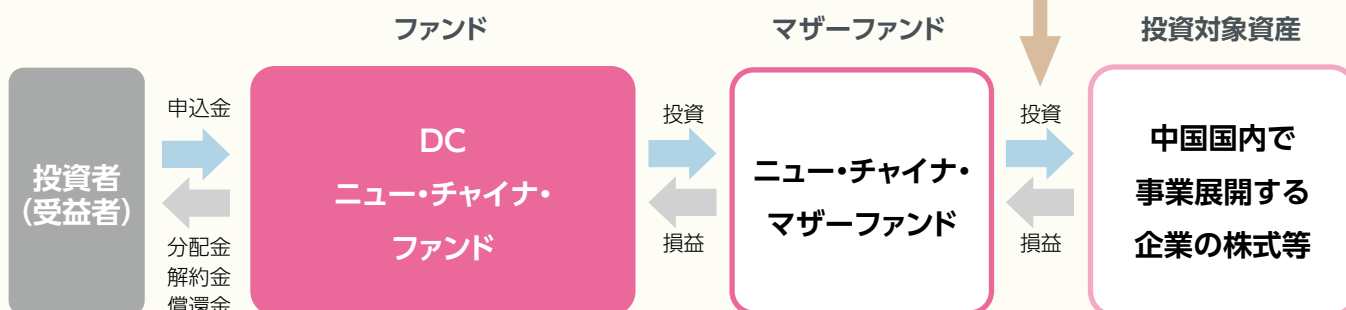 ファンド
マザーファンド
投資対象資産
投資者
(受益者)
申込金
分配金
解約金
償還金
DC
ニュー・チャイナ・
ファンド
投資
損益
ニュー・チャイナ・
マザーファンド
投資
損益
中国国内で
事業展開する
企業の株式等